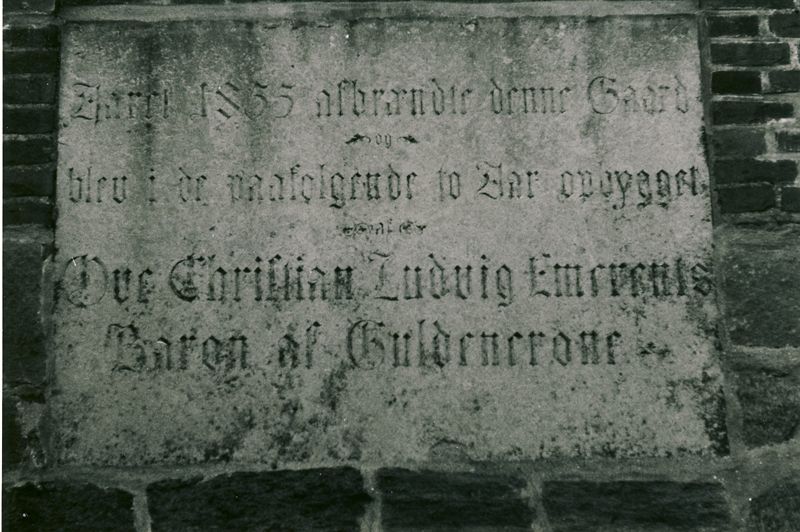 Aaret 1855 afbrændte denne Gaard
og
blev i de paafølgende to Aar opbygget
af
Ove Christian Ludvig Emerents
Baron af Guldencrone